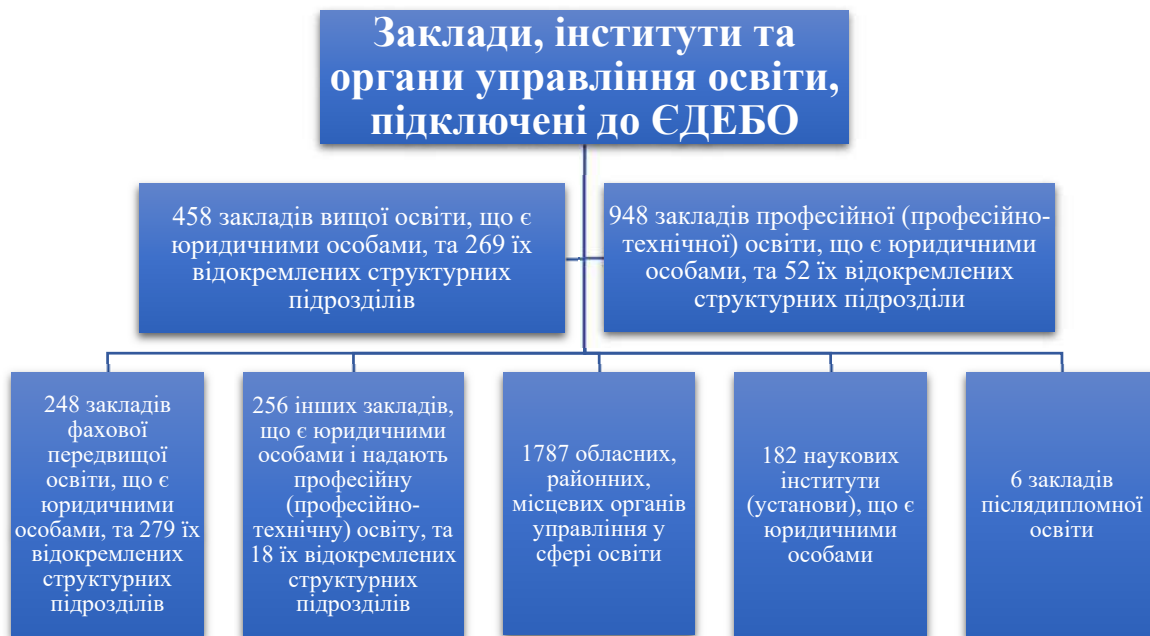 Заклади, інститути та
органи управління освіти,
підключені до ЄДЕБО
458 закладів вищої освіти, що є
юридичними особами, та 269 їх
відокремлених структурних
підрозділів
948 закладів професійної (професійно-
технічної) освіти, що є юридичними
особами, та 52 їх відокремлених
структурних підрозділи
248 закладів
фахової
передвищої
освіти, що є
юридичними
особами, та 279 їх
відокремлених
структурних
підрозділів
256 інших закладів,
що є юридичними
особами і надають
професійну
(професійно-
технічну) освіту, та
18 їх відокремлених
структурних
підрозділів
1787 обласних,
районних,
місцевих органів
управління у
сфері освіти
182 наукових
інститути
(установи), що є
юридичними
особами
6 закладів
післядипломної
освіти